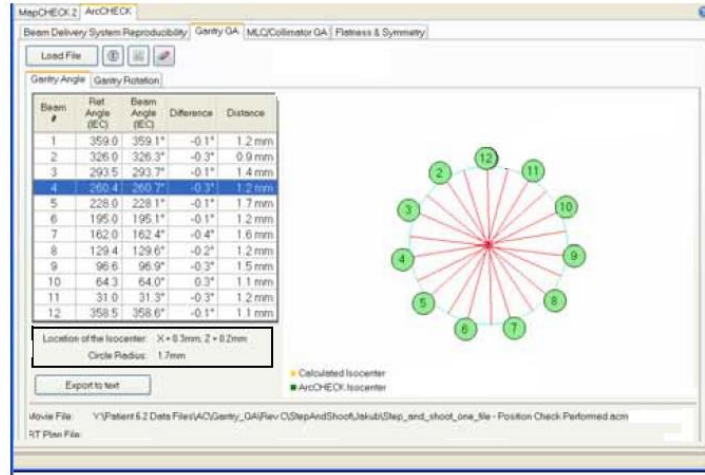 MapCHECK 2 ArcCHECK
Beam Delivery System Reproducibility Gantry QA MLC/Collimator QA Flatness & Symmetry
Load File
Gantry Angle Gantry Rotation
Beam # Ref. Angle (IEC) Beam Angle (IEC) Difference Distance
1 359.0 359.1° -0.1° 1.2 mm
2 326.0 326.3° -0.3° 0.9 mm
3 293.5 293.7° -0.1° 1.4 mm
4 260.4 260.7° -0.3° 1.2 mm
5 228.0 228.1° -0.1° 1.7 mm
6 195.0 195.1° -0.1° 1.2 mm
7 162.0 162.4° -0.4° 1.6 mm
8 129.4 129.6° -0.2° 1.2 mm
9 96.6 96.9° -0.3° 1.5 mm
10 64.3 64.0° 0.3° 1.1 mm
11 31.0 31.3° -0.3° 1.2 mm
12 358.5 358.6° -0.1° 1.1 mm
12
2 11
3 10
4 9
5 8
6 7
Location of the Isocenter: X + 0.3mm, Z + 0.2mm
Circle Radius: 1.7mm
Export to text
Calculated Isocenter
ArcCHECK Isocenter
Movie File: Y:\Patient 6.2 Data Files\AC\Gantry_QA\Rev C\StepAndShoot\Jakub\Step_and_shoot_one_file - Position Check Performed.acm
RT Plan File: